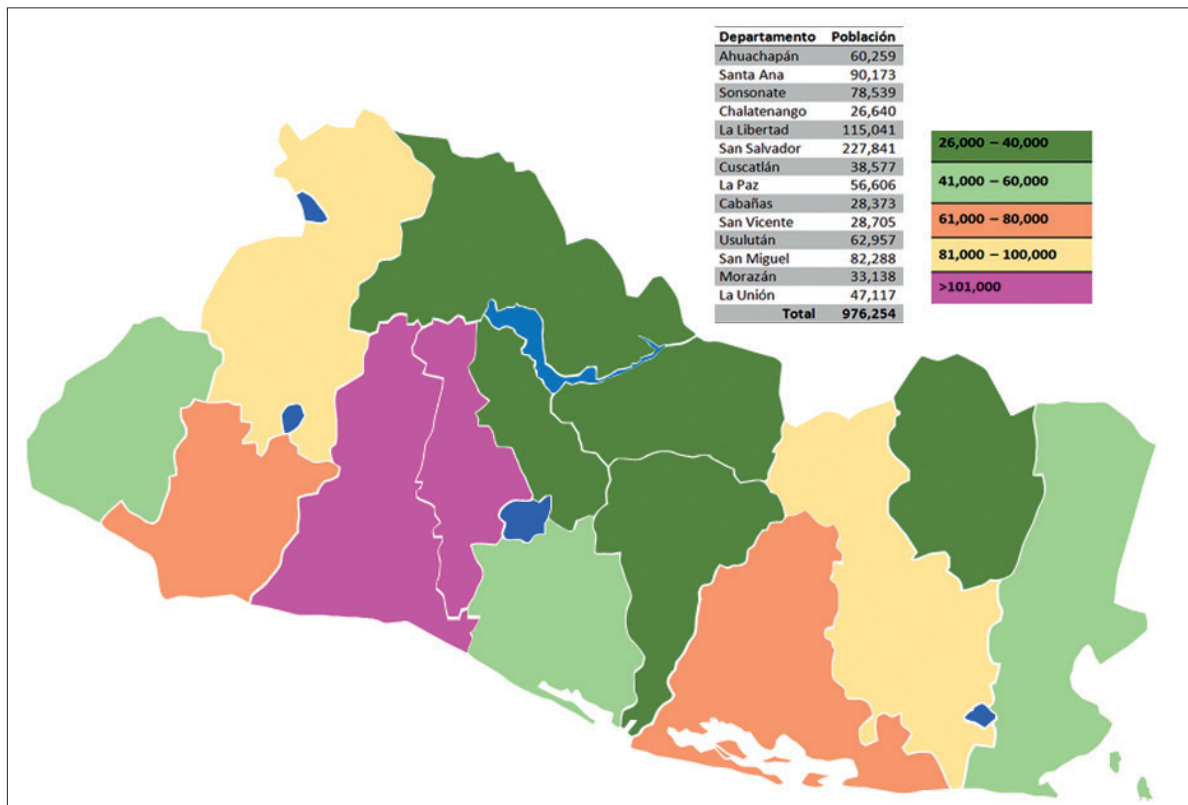 Departamento Población
Ahuachapán 60,259
Santa Ana 90,173
Sonsonate 78,539
Chalatenango 26,640
La Libertad 115,041
San Salvador 227,841
Cuscatlán 38,577
La Paz 56,606
Cabañas 28,373
San Vicente 28,705
Usulután 62,957
San Miguel 82,288
Morazán 33,138
La Unión 47,117
Total 976,254
26,000 – 40,000
41,000 – 60,000
61,000 – 80,000
81,000 – 100,000
>101,000